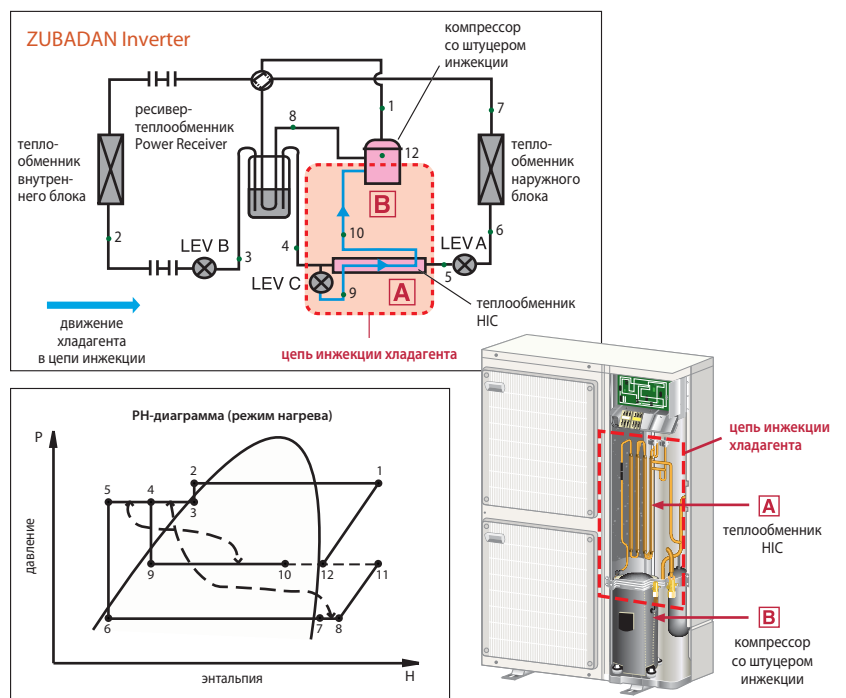 ZUBADAN Inverter
компрессор
со штуцером
инжекции
ресивер-
теплообменник
Power Receiver
8
1
7
12
тепло-
обменник
внутрен-
него блока
тепло-
обменник
наружного
блока
B
10
2
LEV B
3
4
LEV A
6
5
LEV C
9
A
теплообменник
HIC
движение
хладагента
в цепи инжекции
цепь инжекции хладагента
PH-диаграмма (режим нагрева)
P
2
1
5
4
3
давление
9
10
12
11
6
7
8
энтальпия
H
цепь инжекции
хладагента
A
теплообменник
HIC
B
компрессор
со штуцером
инжекции